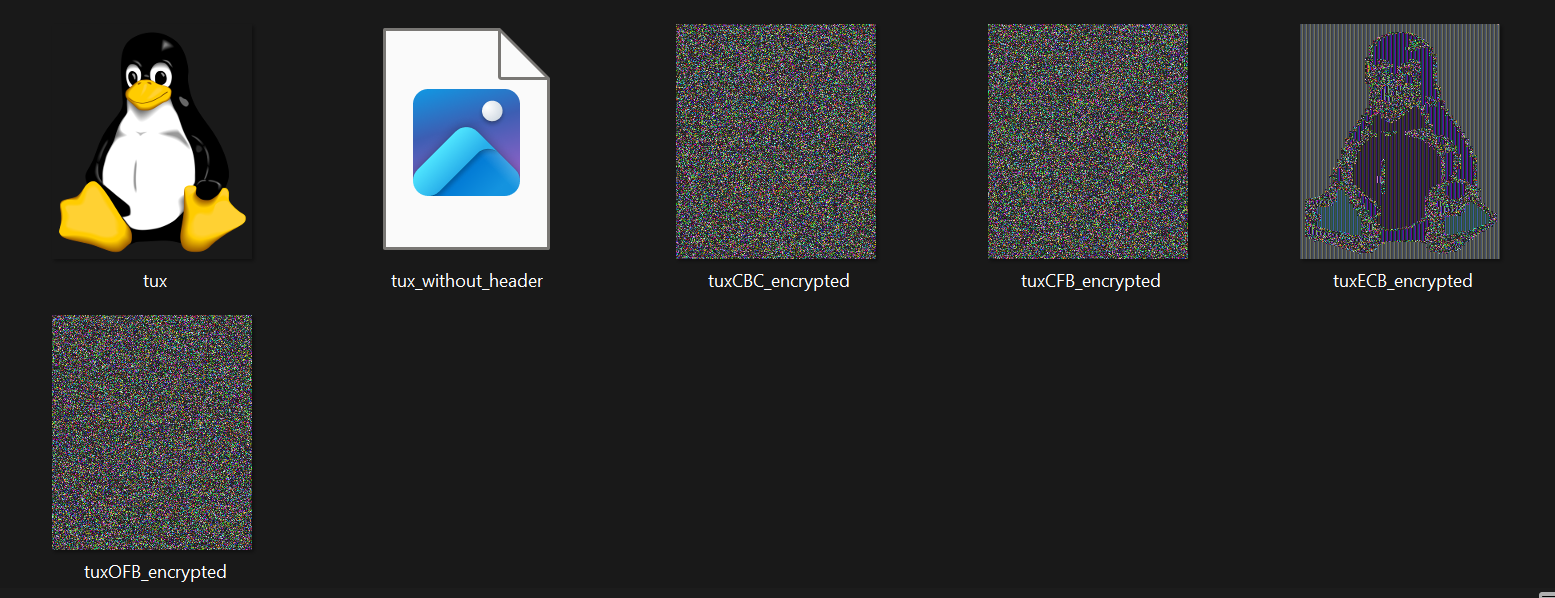 tux
tux_without_header
tuxCBC_encrypted
tuxCFB_encrypted
tuxECB_encrypted
tuxOFB_encrypted